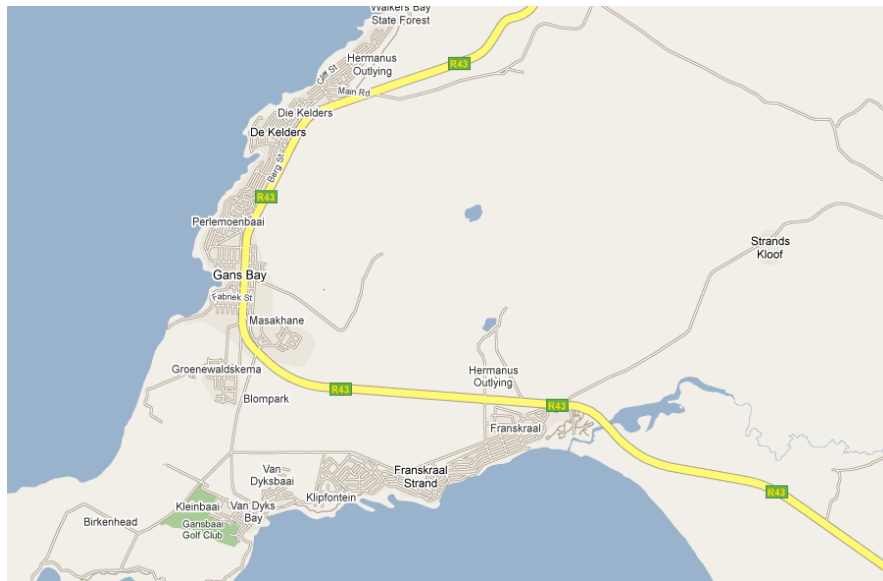 Walkers Bay
State Forest
Hermanus
Outlying
Cliff St
R43
Main Rd
Die Kelders
De Kelders
Berg St
R43
Perlemoenbaai
Strands
Kloof
Gans Bay
Fabriek St
Masakhane
Groenewaldskema
Hermanus
Outlying
R43
Blompark
R43
Franskraal
Van
Dyksbaai
Franskraal
Strand
Klipfontein
R43
Kleinbaai
Van Dyks
Bay
Birkenhead
Gansbaai
Golf Club